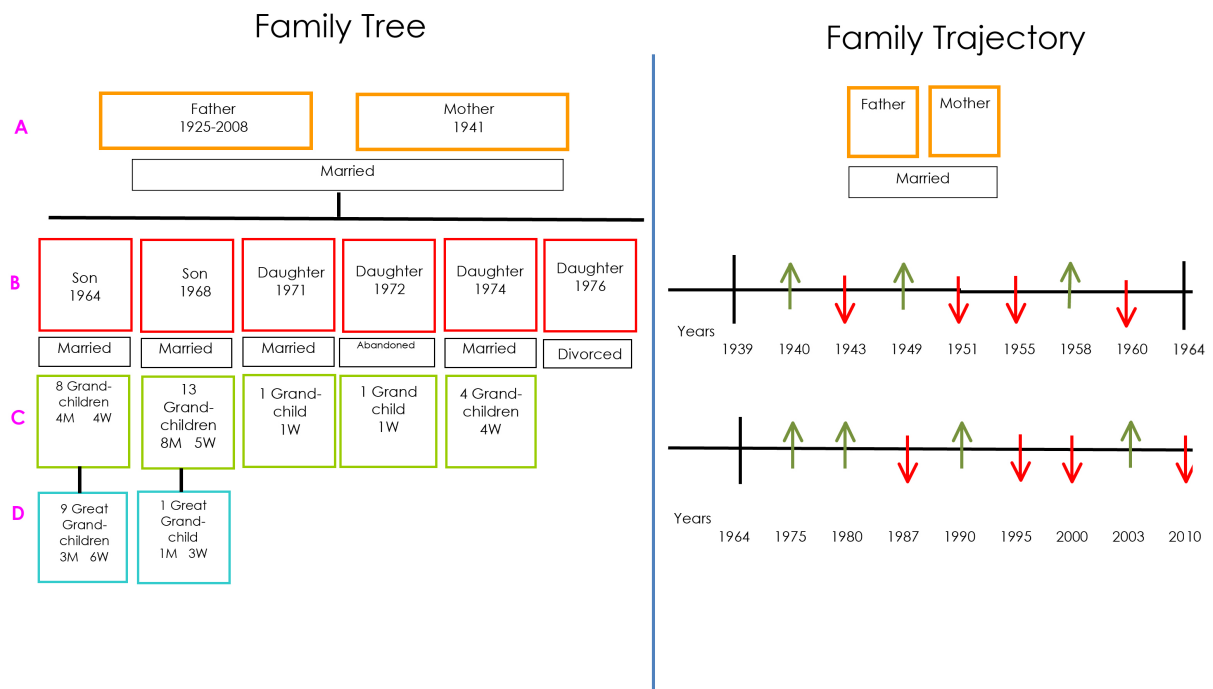 Family Tree
A
Father
1925-2008
Mother
1941
Married
B
Son
1964
Son
1968
Daughter
1971
Daughter
1972
Daughter
1974
Daughter
1976
Married
Married
Married
Abandoned
Married
Divorced
C
8 Grand-
children
4M 4W
13
Grand-
children
8M 5W
1 Grand-
child
1W
1 Grand
child
1W
4 Grand-
children
4W
D
9 Great
Grand-
children
3M 6W
1 Great
Grand-
child
1M 3W
Family Trajectory
Father
Mother
Married
Years
1939 1940 1943 1949 1951 1955 1958 1960 1964
Years
1964 1975 1980 1987 1990 1995 2000 2003 2010